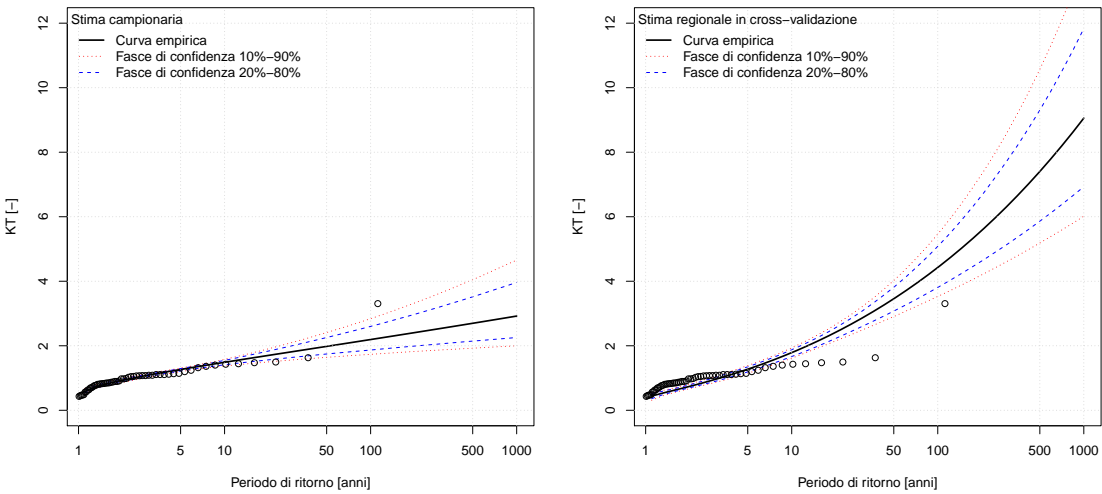 Stima campionaria
Curva empirica
Fasce di confidenza 10%−90%
Fasce di confidenza 20%−80%
12
10
8
6
4
2
0
KT [−]
1 5 10 50 100 500 1000
Periodo di ritorno [anni]
Stima regionale in cross−validazione
Curva empirica
Fasce di confidenza 10%−90%
Fasce di confidenza 20%−80%
12
10
8
6
4
2
0
KT [−]
1 5 10 50 100 500 1000
Periodo di ritorno [anni]